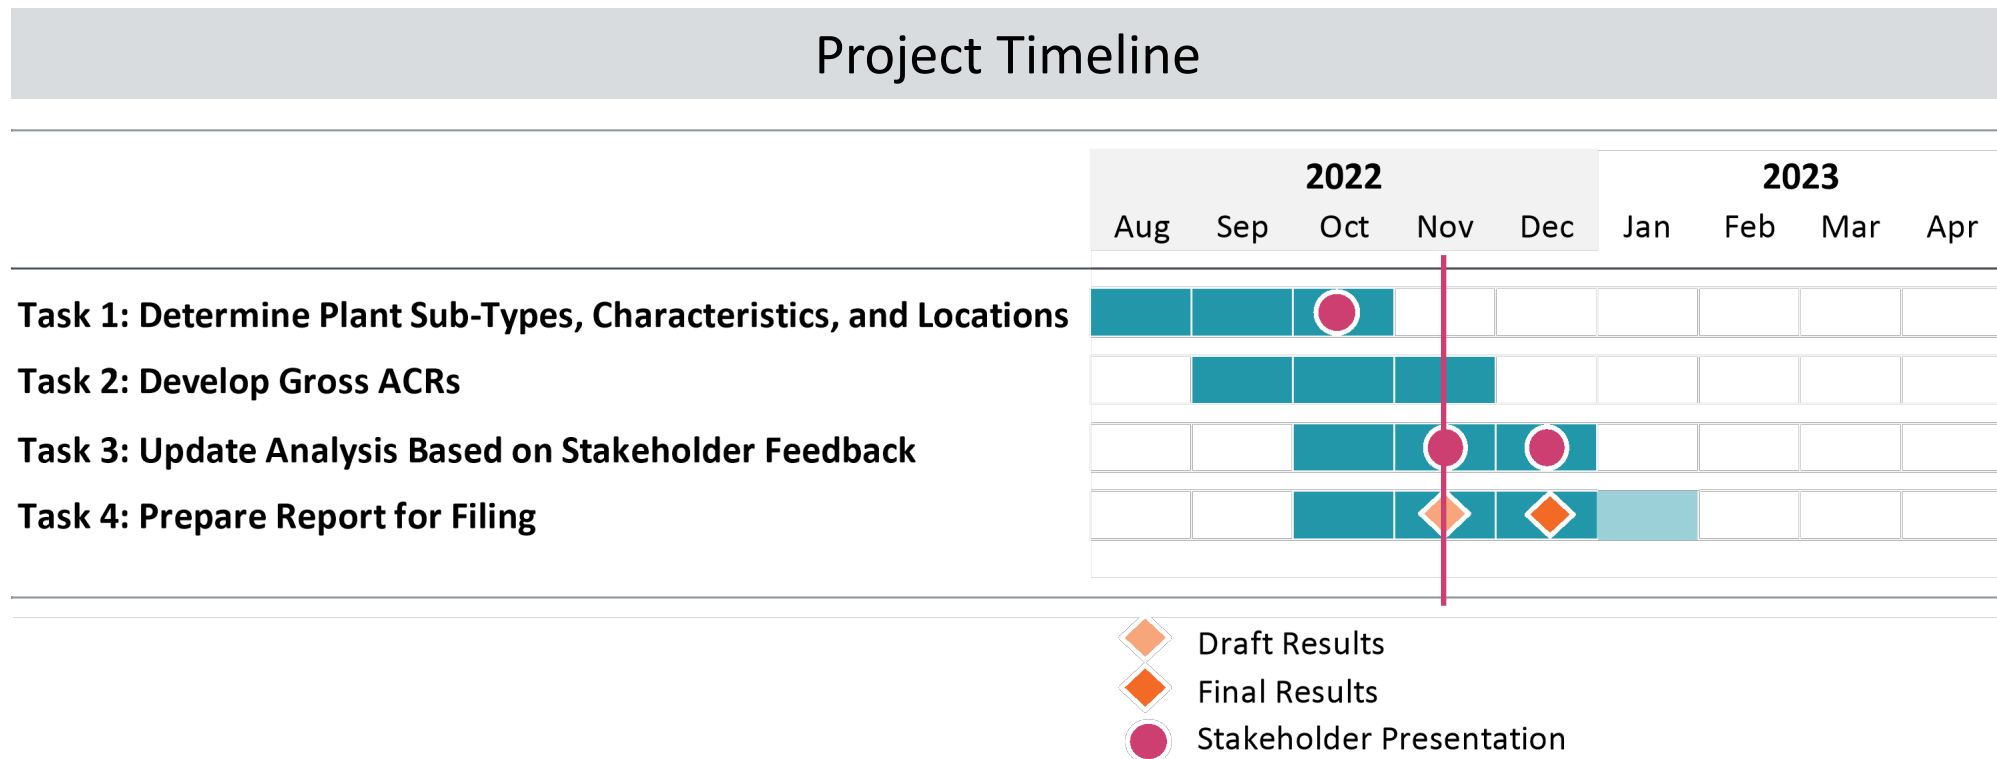 Project Timeline
2022 2023
Aug Sep Oct Nov Dec Jan Feb Mar Apr
Task 1: Determine Plant Sub-Types, Characteristics, and Locations
Task 2: Develop Gross ACRs
Task 3: Update Analysis Based on Stakeholder Feedback
Task 4: Prepare Report for Filing
Draft Results
Final Results
Stakeholder Presentation